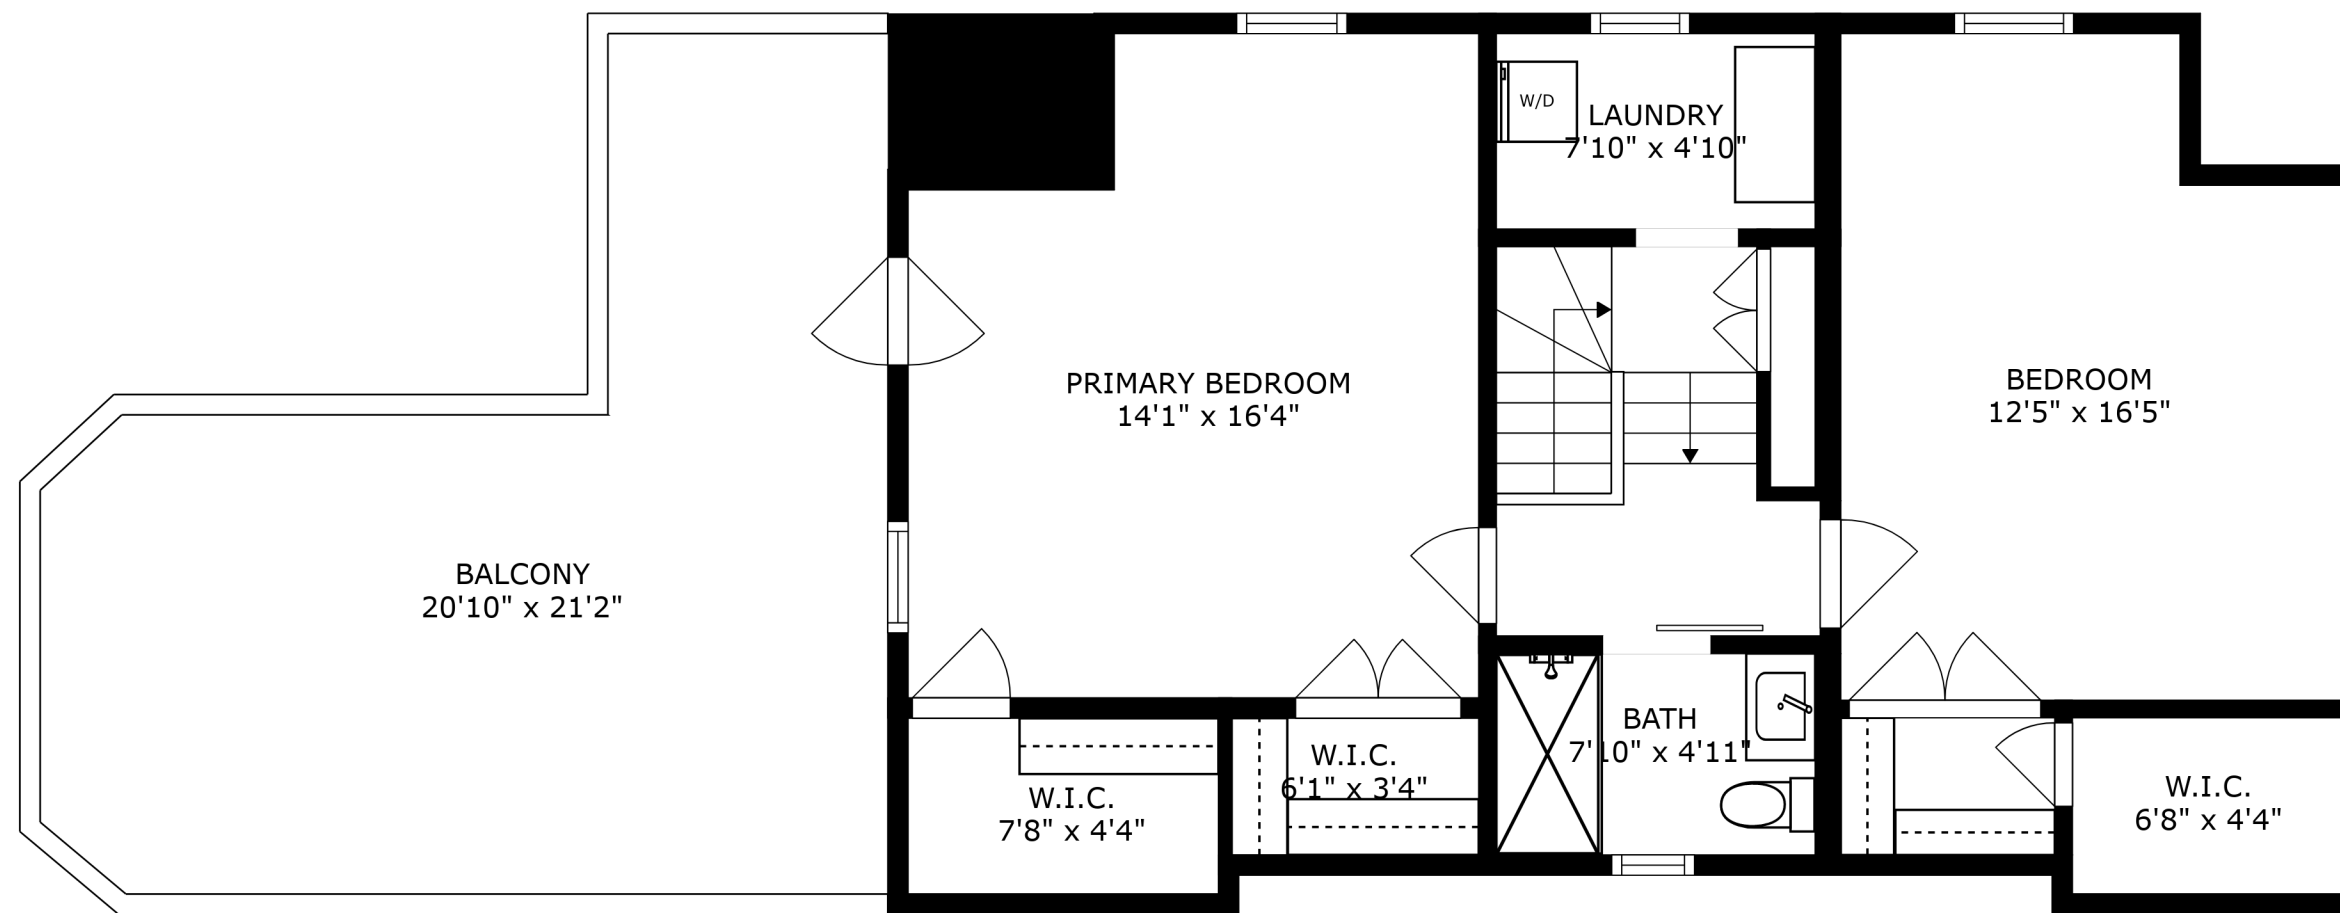 W/D
LAUNDRY
7'10" x 4'10"
PRIMARY BEDROOM
14'1" x 16'4"
BEDROOM
12'5" x 16'5"
BALCONY
20'10" x 21'2"
BATH
7'10" x 4'11"
W.I.C.
6'1" x 3'4"
W.I.C.
7'8" x 4'4"
W.I.C.
6'8" x 4'4"